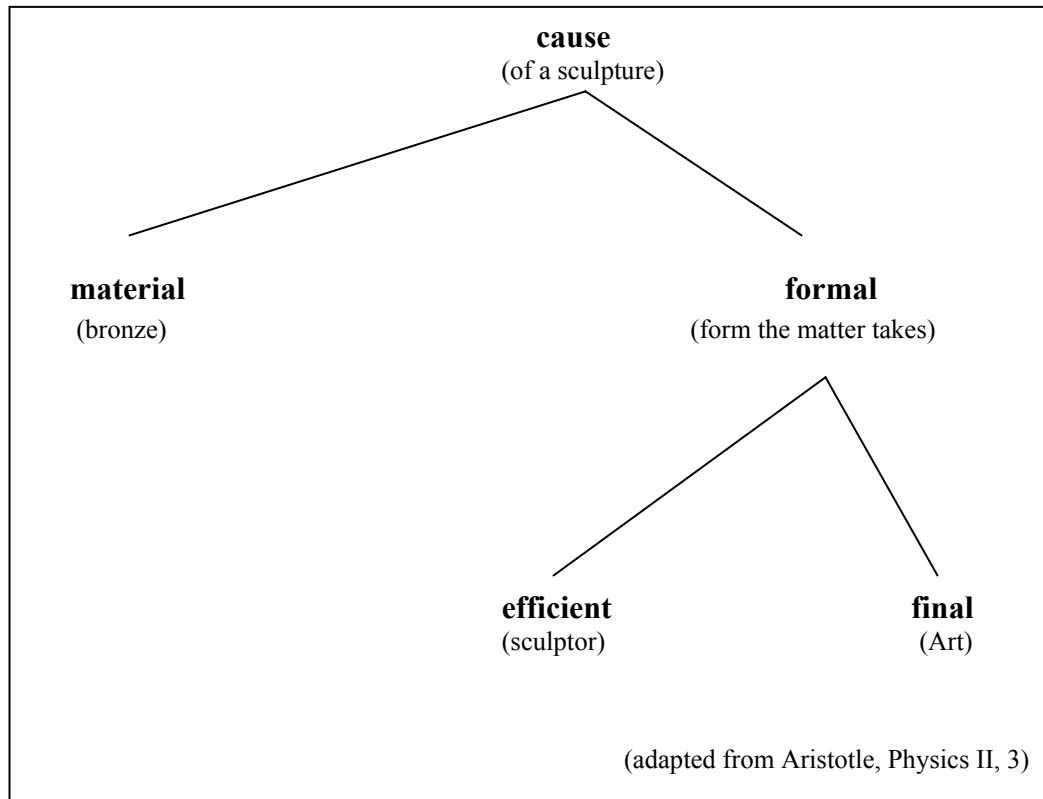 cause
(of a sculpture)
material
(bronze)
formal
(form the matter takes)
efficient
(sculptor)
final
(Art)
(adapted from Aristotle, Physics II, 3)